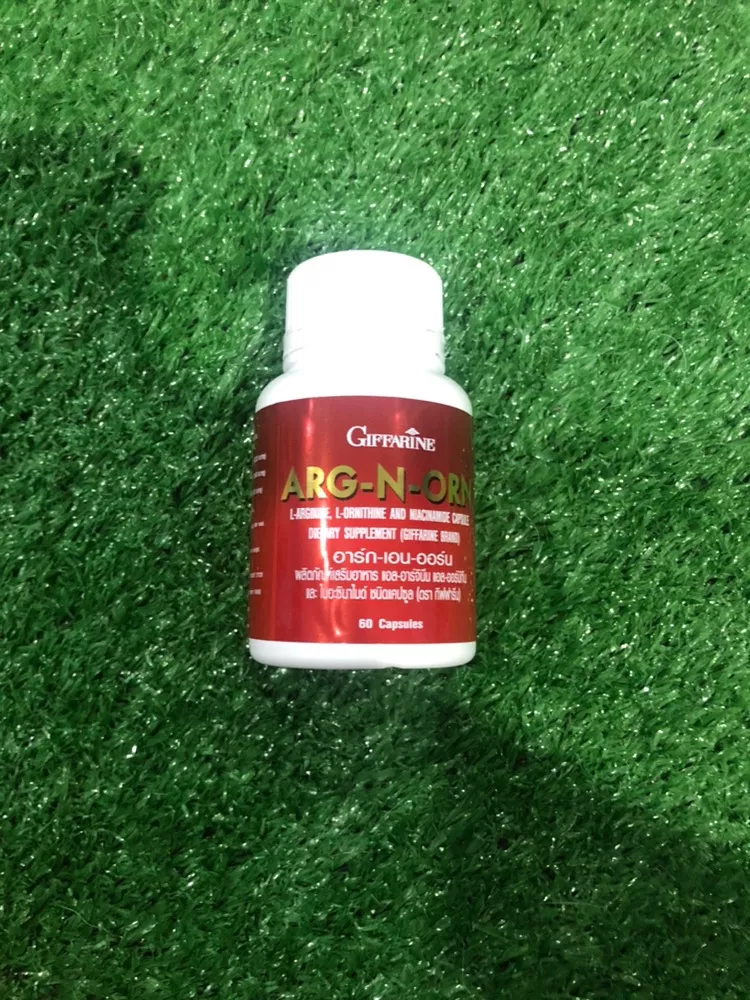 GIFFARINE
ARG-N-ORN
L-ARGININE, L-ORNITHINE AND NIACINAMIDE CAPSULE
DIETARY SUPPLEMENT (GIFFARINE BRAND)
อาร์ก-เอน-ออร์น
ผลิตภัณฑ์เสริมอาหาร แอล-อาร์จินีน แอล-ออร์นิทีน
และ ไนอะซินาไมด์ ชนิดแคปซูล (ตรา กิฟฟารีน)
60 Capsules